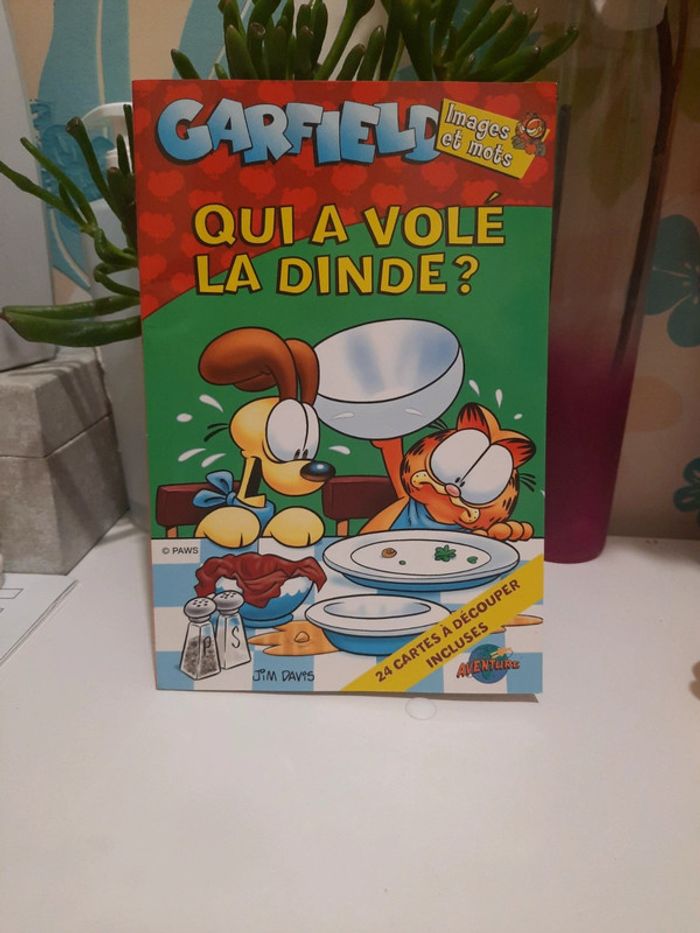 GARFIELD
Images
et mots
QUI A VOLÉ
LA DINDE?
© PAWS
P S
JIM DAVIS
24 CARTES À DÉCOUPER
INCLUSES
AVENTURE